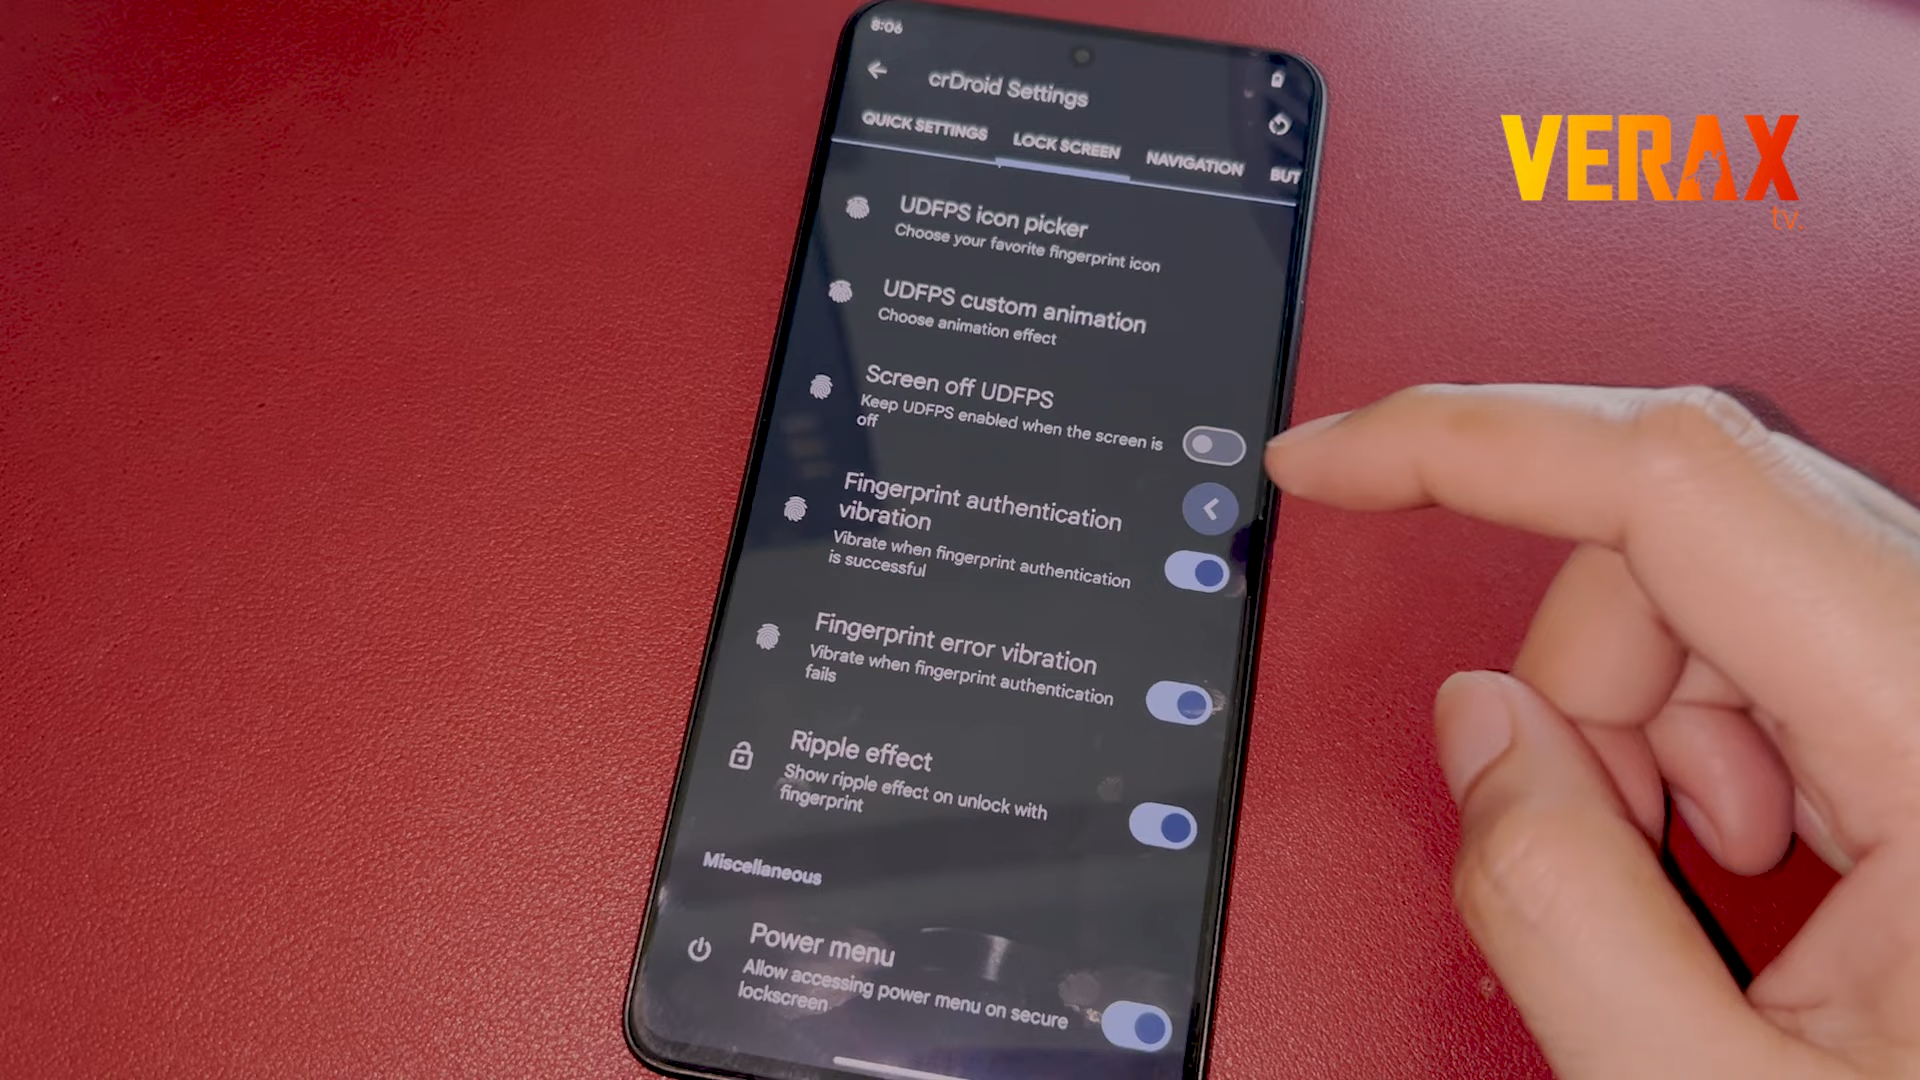 8:06
crDroid Settings
QUICK SETTINGS
LOCK SCREEN
NAVIGATION
BUT
VERAX
tv.
UDFPS icon picker
Choose your favorite fingerprint icon
UDFPS custom animation
Choose animation effect
Screen off UDFPS
Keep UDFPS enabled when the screen is
off
Fingerprint authentication
vibration
Vibrate when fingerprint authentication
is successful
Fingerprint error vibration
Vibrate when fingerprint authentication
fails
Ripple effect
Show ripple effect on unlock with
fingerprint
Miscellaneous
Power menu
Allow accessing power menu on secure
lockscreen